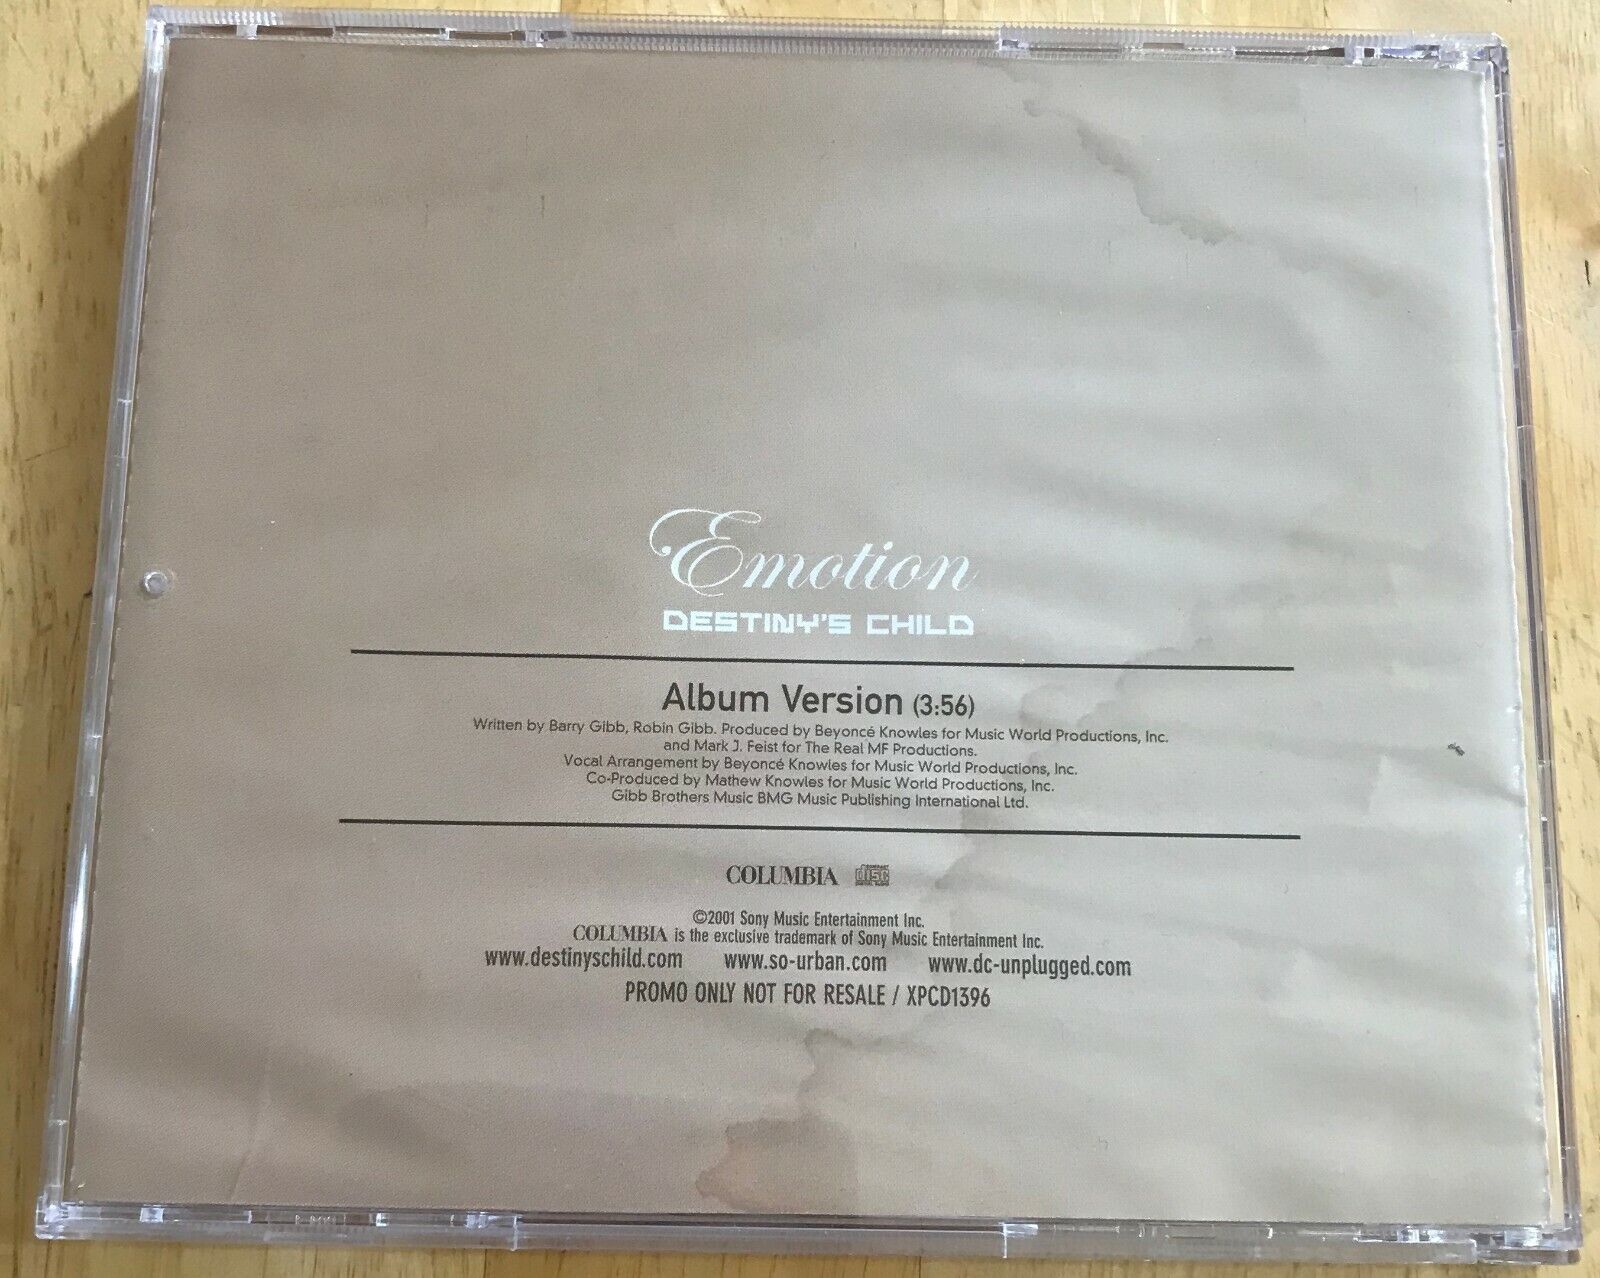 Emotion
DESTINY'S CHILD
Album Version (3:56)
Written by Barry Gibb, Robin Gibb. Produced by Beyoncé Knowles for Music World Productions, Inc.
and Mark J. Feist for The Real MF Productions.
Vocal Arrangement by Beyoncé Knowles for Music World Productions, Inc.
Co-Produced by Mathew Knowles for Music World Productions, Inc.
Gibb Brothers Music BMG Music Publishing International Ltd.
COLUMBIA COMPACT disc DIGITAL AUDIO
©2001 Sony Music Entertainment Inc.
COLUMBIA is the exclusive trademark of Sony Music Entertainment Inc.
www.destinyschild.com www.so-urban.com www.dc-unplugged.com
PROMO ONLY NOT FOR RESALE / XPCD1396